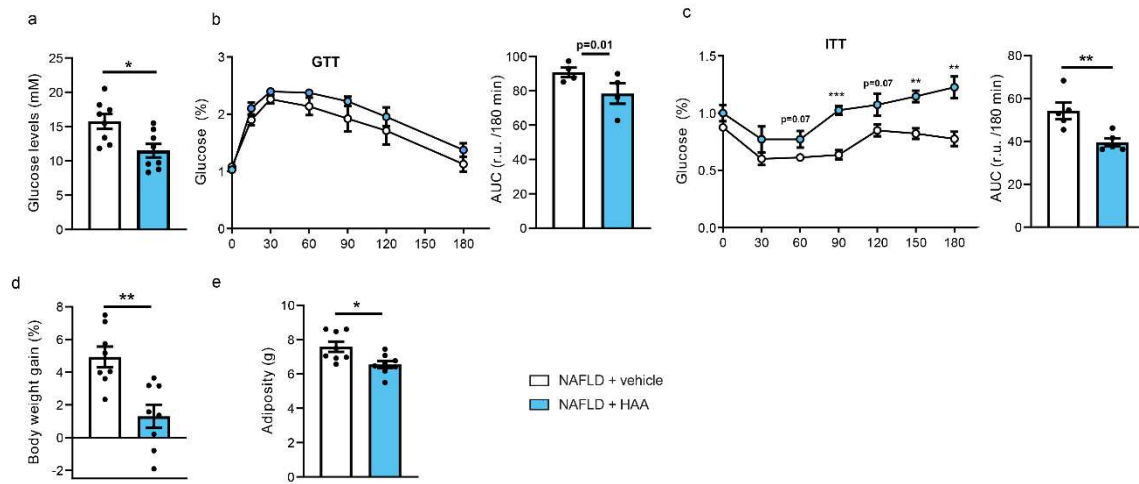 a
*
Glucose levels (mM)
25
20
15
10
5
0
b
GTT
Glucose (%)
3
2
1
0
0 30 60 90 120 150 180
p=0.01
AUC (r.u. /180 min)
100
80
60
40
20
0
c
ITT
Glucose (%)
1.5
1.0
0.5
0.0
p=0.07
***
p=0.07
**
**
0 30 60 90 120 150 180
**
AUC (r.u. /180 min)
80
60
40
20
0
d
**
Body weight gain (%)
8
6
4
2
0
-2
e
*
Adiposity (g)
10
8
6
4
2
0
NAFLD + vehicle
NAFLD + HAA